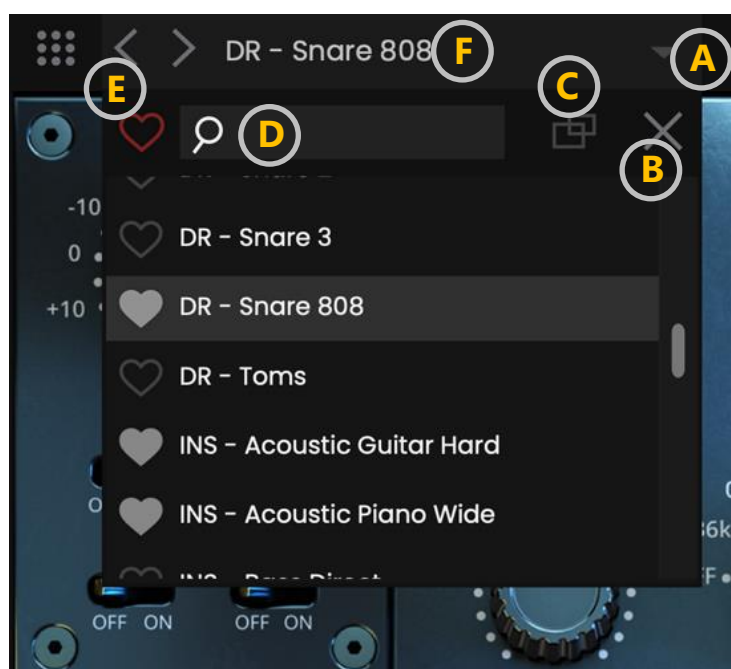 DR - Snare 808
F
A
E
C
D
B
-10
DR - Snare 3
0
DR - Snare 808
+10
DR - Toms
INS - Acoustic Guitar Hard
INS - Acoustic Piano Wide
36k
OFF ON
OFF ON